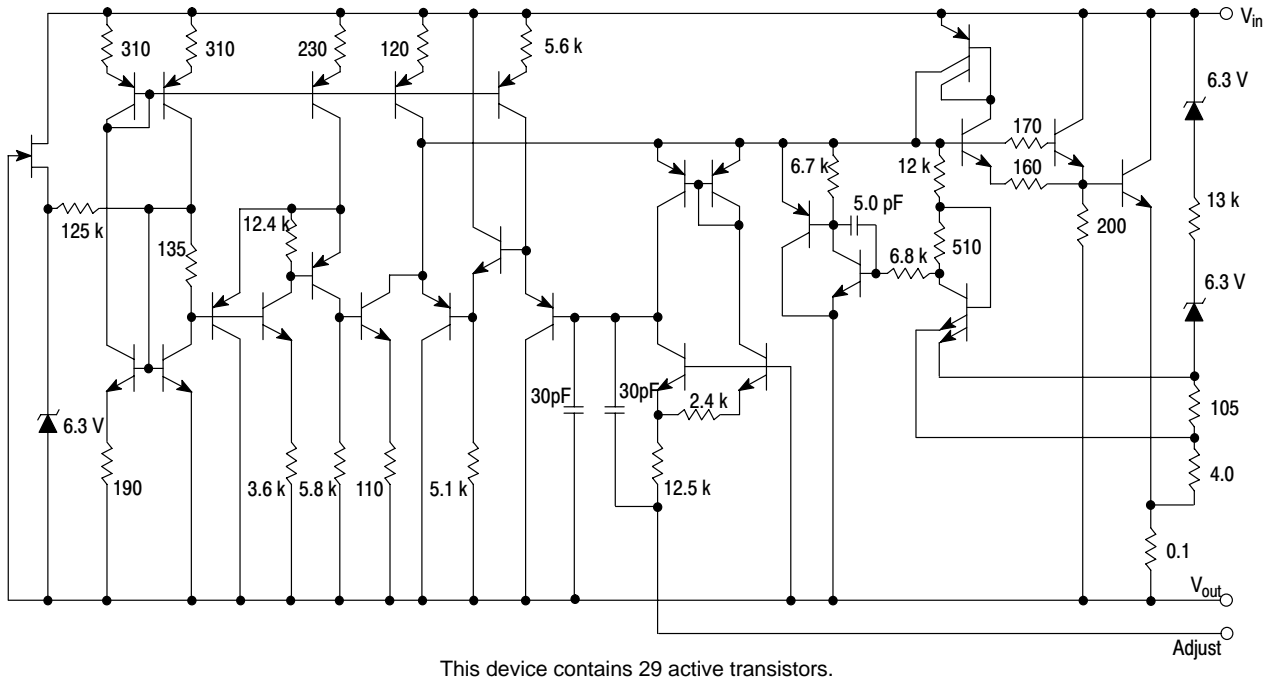 310
310
230
120
5.6 k
V_in
6.3 V
170
6.7 k
12 k
160
5.0 pF
13 k
125 k
12.4 k
200
135
510
6.8 k
6.3 V
30pF
30pF
2.4 k
105
6.3 V
190
3.6 k
5.8 k
110
5.1 k
12.5 k
4.0
0.1
V_out
Adjust
This device contains 29 active transistors.